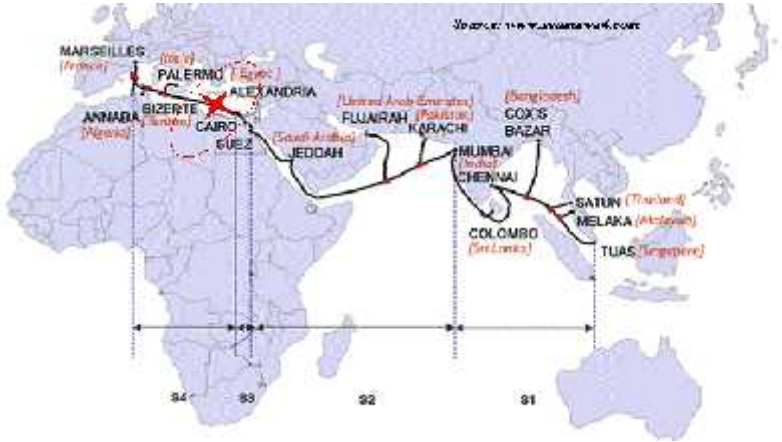 MARSEILLES
(France)
(Italy)
PALERMO
(Egypt)
ALEXANDRIA
ANNABA
(Algeria)
BIZERTE
(Tunisia)
CAIRO
SUEZ
(Saudi Arabia)
JEDDAH
(United Arab Emirates)
FUJAIRAH
(Pakistan)
KARACHI
MUMBAI
(India)
CHENNAI
(Bangladesh)
COX'S
BAZAR
COLOMBO
(Sri Lanka)
SATUN (Thailand)
MELAKA (Malaysia)
TUAS (Singapore)
S4 S3 S2 S1